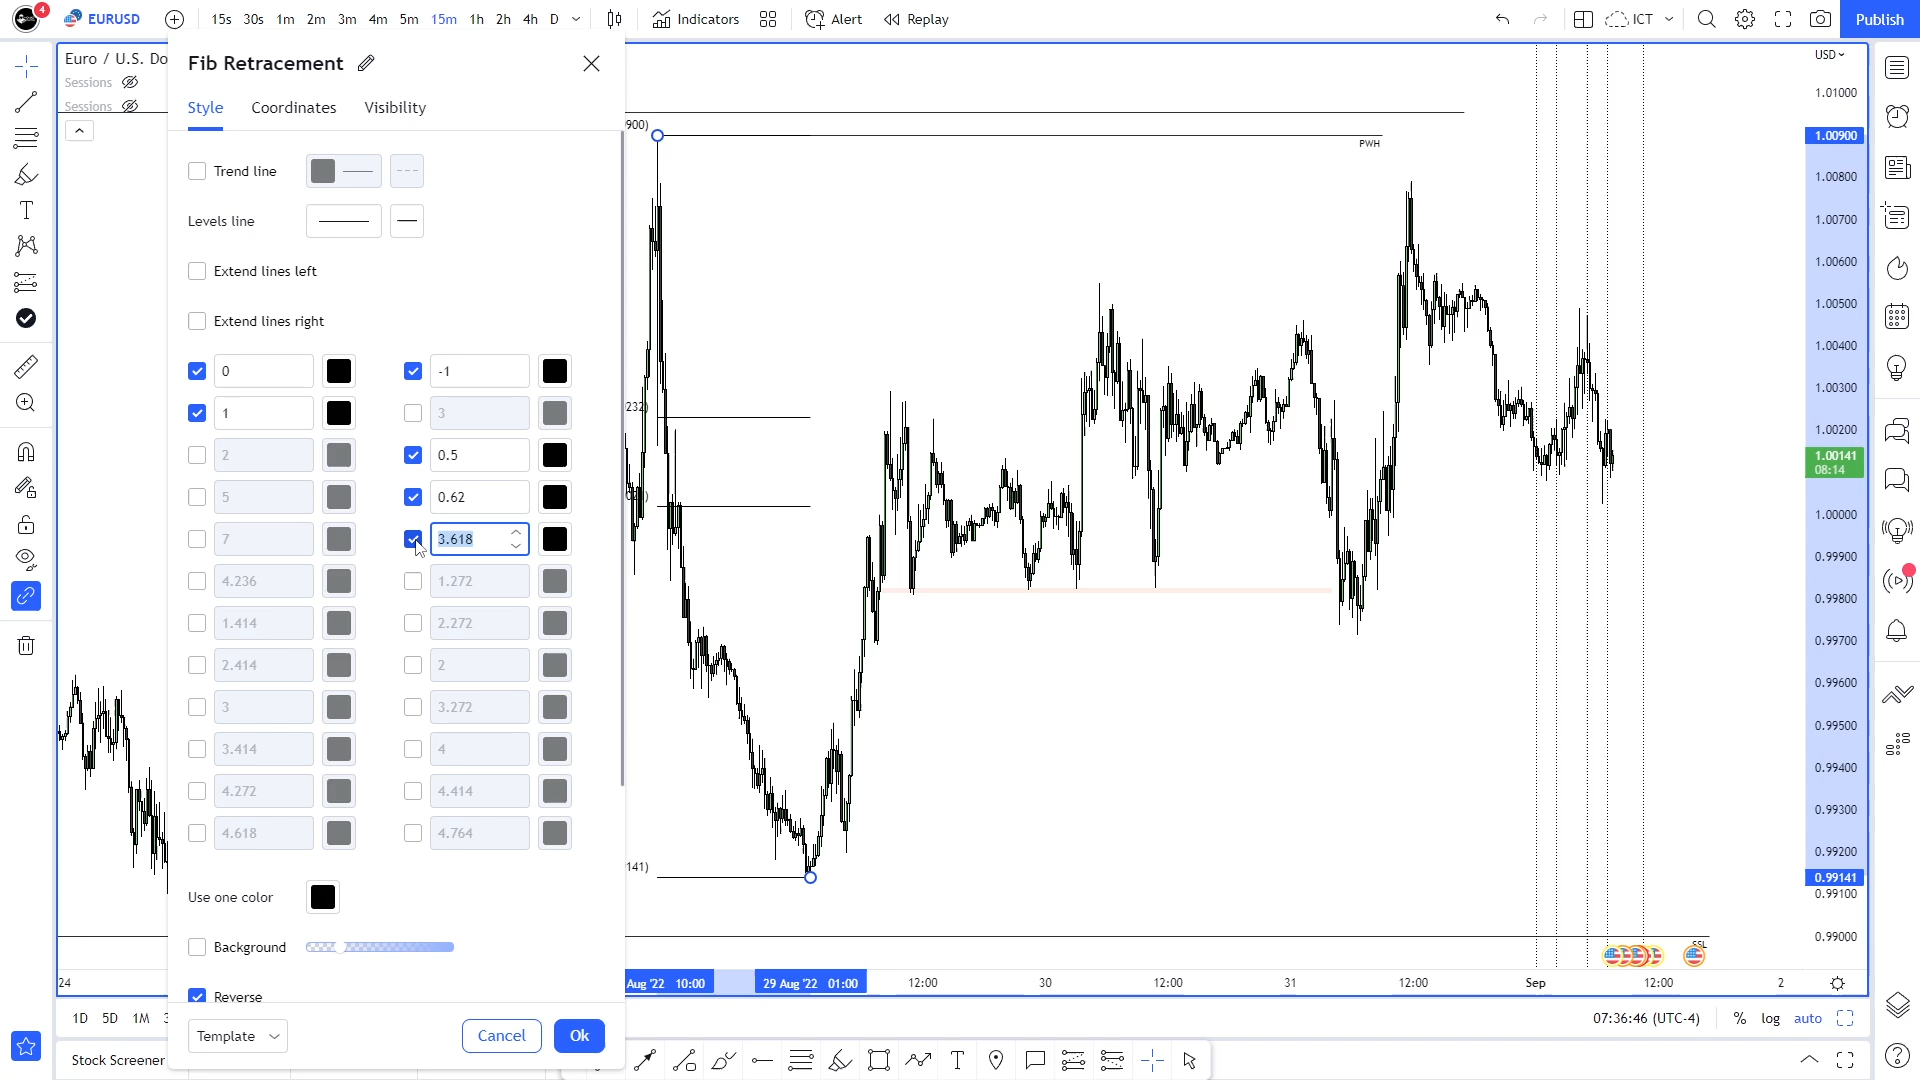 4
EURUSD
15s 30s 1m 2m 3m 4m 5m 15m 1h 2h 4h D
Indicators
Alert
Replay
ICT
Publish
Euro / U.S. Do
Sessions
Sessions
Fib Retracement
Style Coordinates Visibility
Trend line
Levels line
Extend lines left
Extend lines right
0 -1
1 3
2 0.5
5 0.62
7 3.618
4.236 1.272
1.414 2.272
2.414 2
3 3.272
3.414 4
4.272 4.414
4.618 4.764
Use one color
Background
Reverse
Template
Cancel
Ok
900)
PWH
232)
141)
SSL
USD
1.01000
1.00900
1.00800
1.00700
1.00600
1.00500
1.00400
1.00300
1.00200
1.00141
08:14
1.00000
0.99900
0.99800
0.99700
0.99600
0.99500
0.99400
0.99300
0.99200
0.99141
0.99100
0.99000
24
Aug '22 10:00
29 Aug '22 01:00
12:00
30
12:00
31
12:00
Sep
12:00
2
1D 5D 1M
07:36:46 (UTC-4)
% log auto
Stock Screener